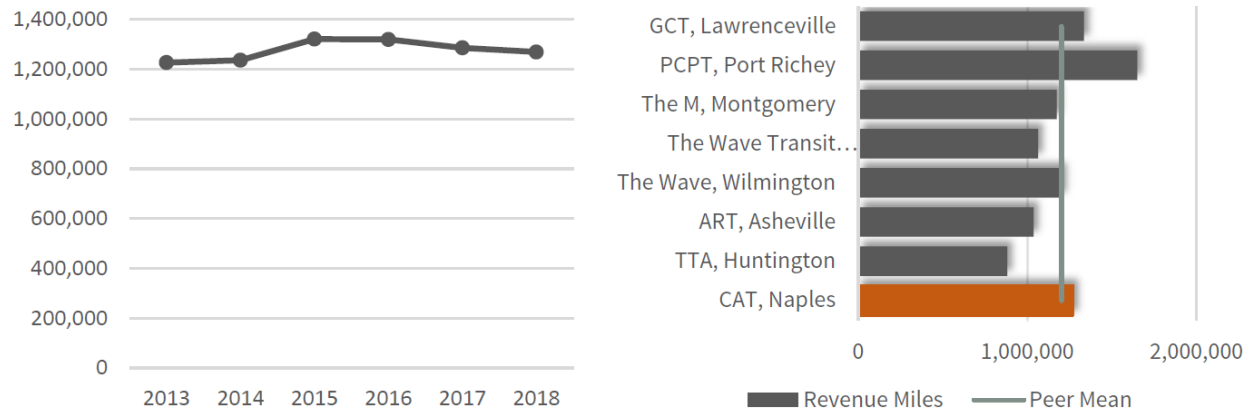 1,400,000
1,200,000
1,000,000
800,000
600,000
400,000
200,000
0
2013 2014 2015 2016 2017 2018
GCT, Lawrenceville
PCPT, Port Richey
The M, Montgomery
The Wave Transit...
The Wave, Wilmington
ART, Asheville
TTA, Huntington
CAT, Naples
0 1,000,000 2,000,000
Revenue Miles Peer Mean